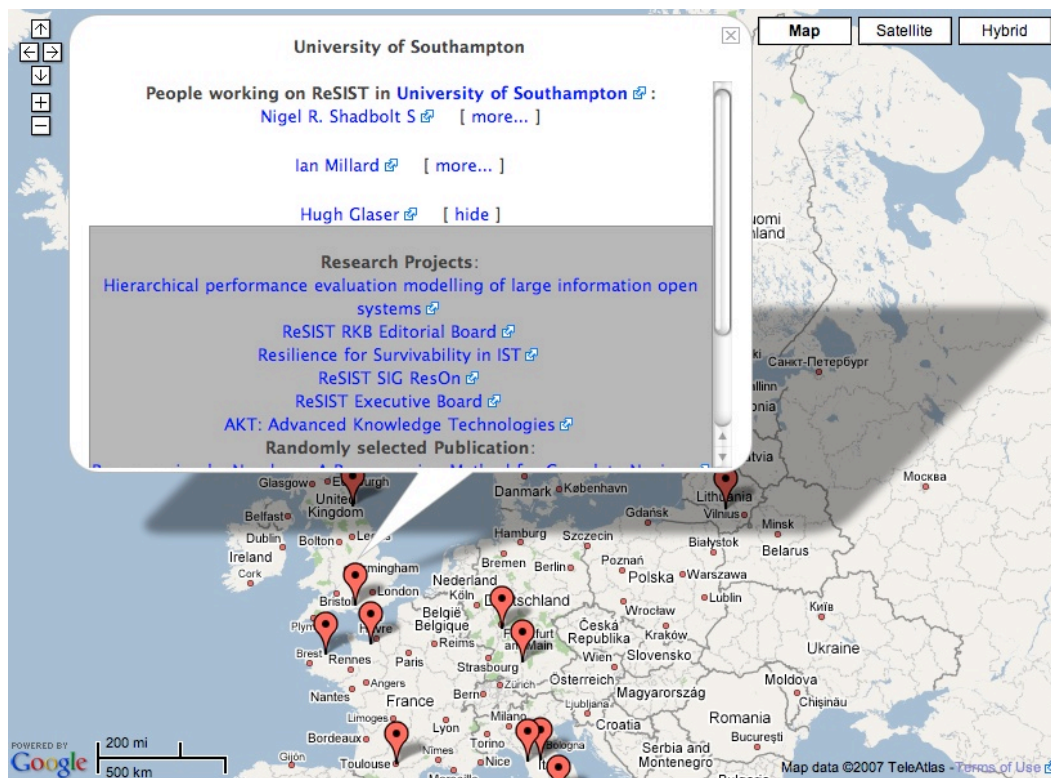 Map Satellite Hybrid
University of Southampton
People working on ReSIST in University of Southampton :
Nigel R. Shadbolt S [ more... ]
Ian Millard [ more... ]
Hugh Glaser [ hide ]
Research Projects:
Hierarchical performance evaluation modelling of large information open
systems
ReSIST RKB Editorial Board
Resilience for Survivability in IST
ReSIST SIG ResOn
ReSIST Executive Board
AKT: Advanced Knowledge Technologies
Randomly selected Publication:
Санкт-Петербург
Москва
Glasgow
United
Kingdom
Danmark København
Lithuania
Vilnius
Gdańsk
Minsk
Belfast
Dublin
Bolton
Hamburg Szczecin
Białystok
Belarus
Ireland
Cork
Bremen Berlin
Poznań
Polska Warszawa
Nederland
London
Bristol
Köln
Lublin
België
Belgique
Wrocław
Київ
Česká
Republika
Kraków
Ukraine
Reims
Brest
Rennes
Paris
Strasbourg
Wien Slovensko
Österreich
Zürich
Moldova
Nantes
Angers
Bern
Magyarország
Chişinău
France
Ljubljana
Limoges
Lyon
Milano
Croatia
Romania
Bordeaux
Torino
Bologna
Bucureşti
Gijón
Toulouse
Nîmes
Nice
Serbia and
Montenegro
200 mi
500 km
POWERED BY
Google
Map data ©2007 TeleAtlas - Terms of Use